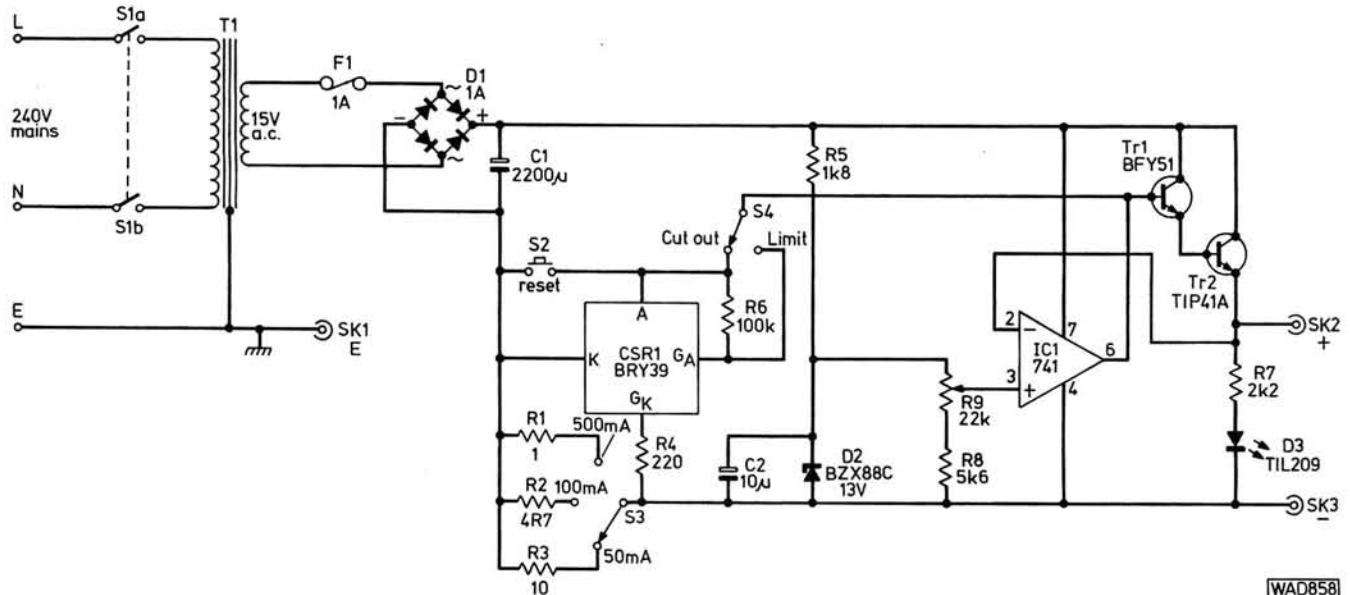 L
S1a
T1
F1
1A
D1
1A
~
-
+
~
240V
mains
15V
a.c.
C1
2200μ
R5
1k8
Tr1
BFY51
N
S1b
S4
Cut out
Limit
S2
reset
Tr2
TIP41A
R6
100k
A
K
CSR1
BRY39
GA
GK
E
SK1
E
2
-
7
IC1
741
6
3
+
4
SK2
+
R9
22k
R7
2k2
R1
1
500mA
R4
220
C2
10μ
D2
BZX88C
13V
R8
5k6
D3
TIL209
R2
4R7
100mA
S3
SK3
-
R3
10
50mA
WAD858